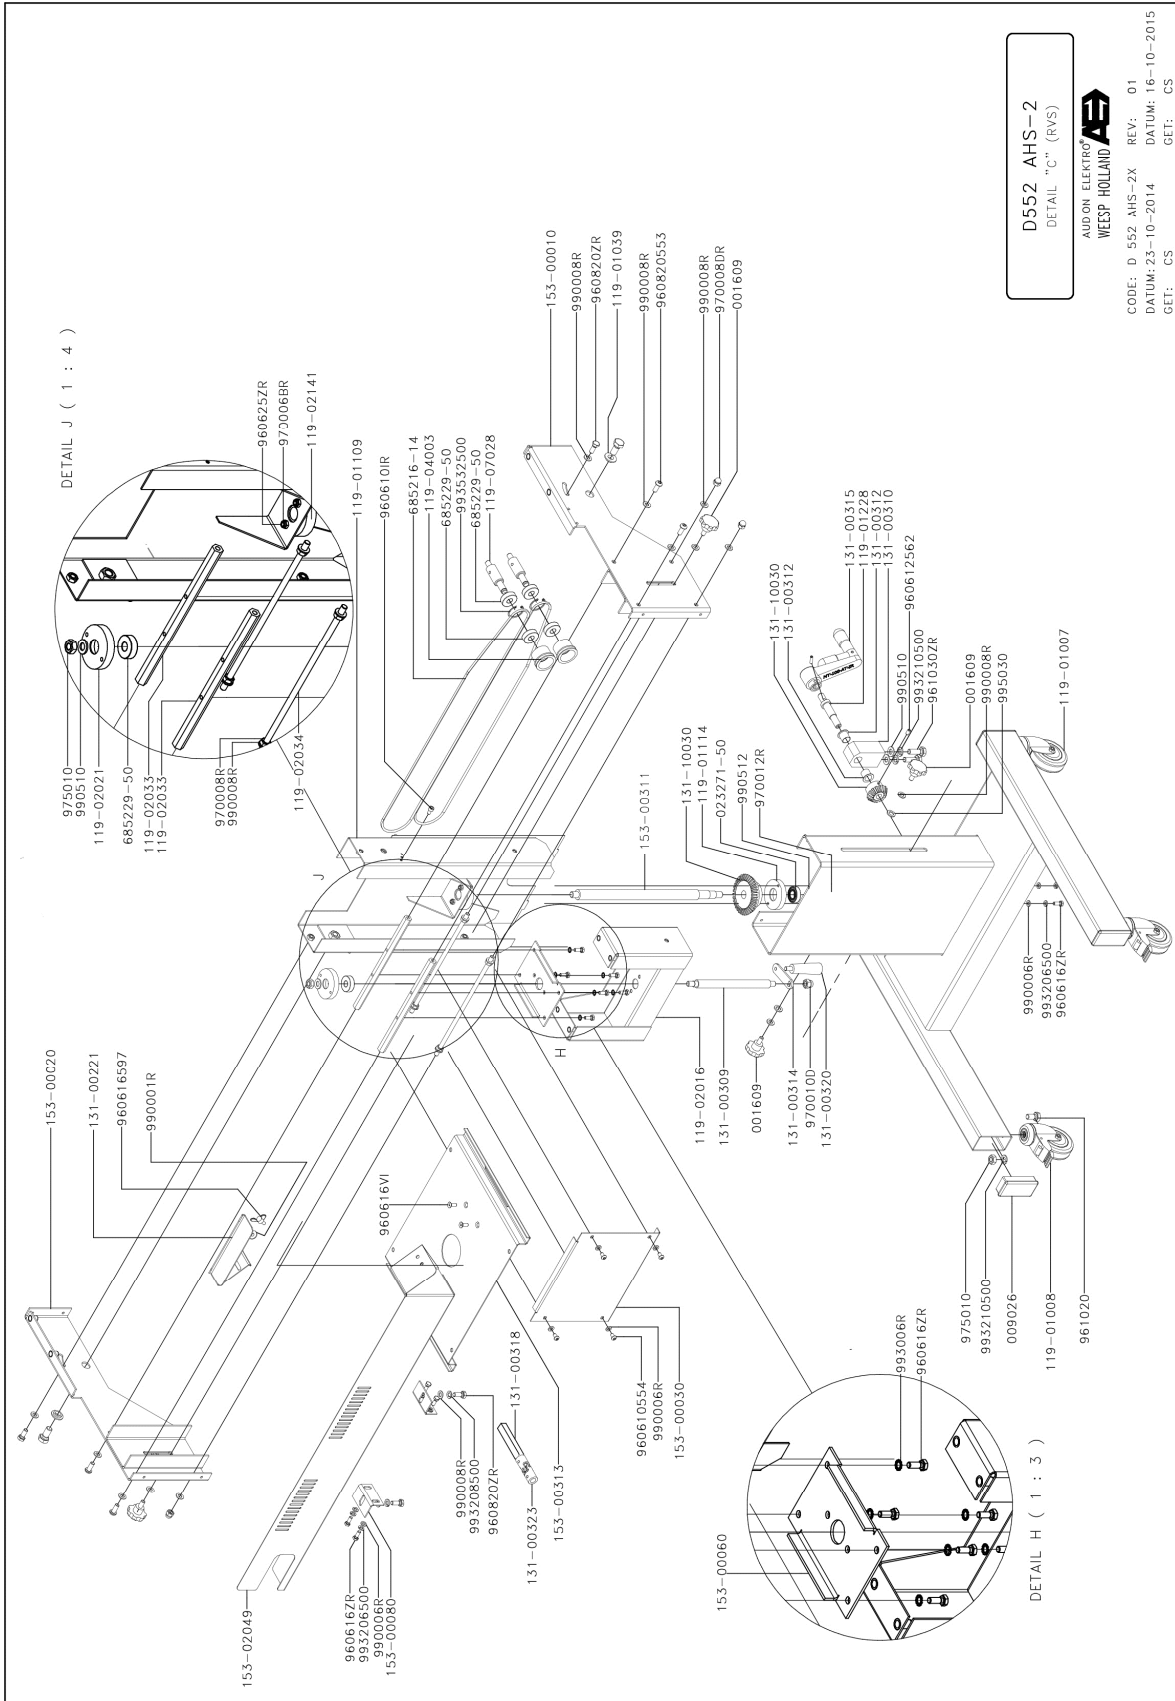 D552 AHS-2
DETAIL "C" (RVS)
AUDON ELEKTRO®
WEESP HOLLAND
AE
CODE: D 552 AHS-2X REV: 01
DATUM: 23-10-2014 DATUM: 16-10-2015
GET: CS GET: CS
DETAIL J ( 1 : 4 )
975010
990510
119-02021
685229-50
119-02033
119-02033
970008R
990008R
119-02034
960625ZR
970006BR
119-02141
119-01109
960610IR
685216-14
119-04003
685229-50
993532500
685229-50
119-07028
153-00010
990008R
960820ZR
119-01039
990008R
960820553
990008R
970008DR
001609
J
H
153-00020
131-00221
960616597
990001R
153-00311
131-10030
119-01114
023271-50
990512
970012R
131-10030
131-00312
131-00315
119-01228
131-00312
131-00310
960612562
990510
993210500
961030ZR
001609
990008R
995030
119-01007
990006R
993206500
960616ZR
119-02016
131-00309
001609
131-00314
970010D
131-00320
975010
993210500
009026
119-01008
961020
153-02049
960616VI
960616ZR
993206500
990006R
153-00080
990008R
993208500
960820ZR
131-00318
131-00323
153-00313
960610554
990006R
153-00030
153-00060
993006R
960616ZR
DETAIL H ( 1 : 3 )